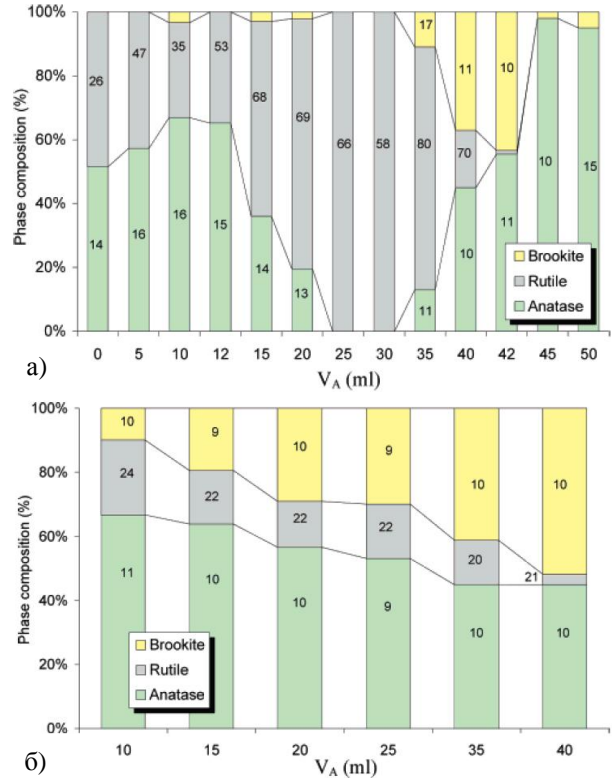 100%
80%
60%
40%
20%
0%
Phase composition (%)
17 11 10
26 47 35 53 68 69 66 58 80 70
14 16 16 15 14 13 11 10 11 10 15
Brookite
Rutile
Anatase
0 5 10 12 15 20 25 30 35 40 42 45 50
V_A (ml)
а)
100%
80%
60%
40%
20%
0%
Phase composition (%)
10 9 10 9 10 10
24 22 22 22 20 21
11 10 10 9 10 10
Brookite
Rutile
Anatase
10 15 20 25 35 40
V_A (ml)
б)